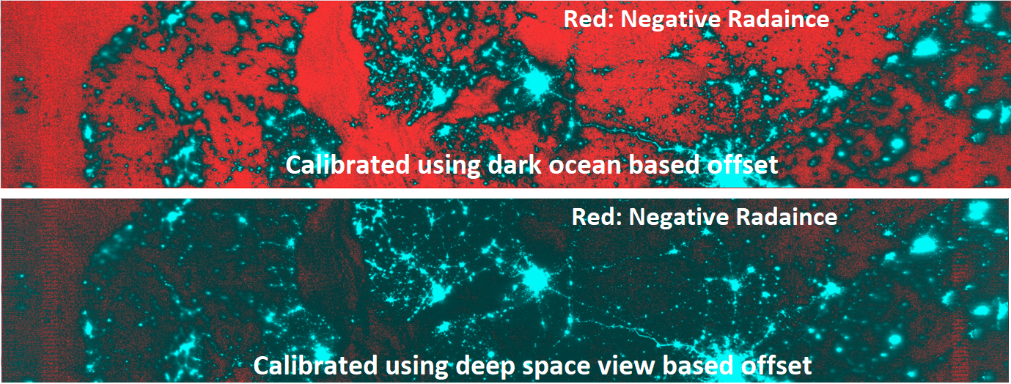 Red: Negative Radaince
Calibrated using dark ocean based offset
Red: Negative Radaince
Calibrated using deep space view based offset